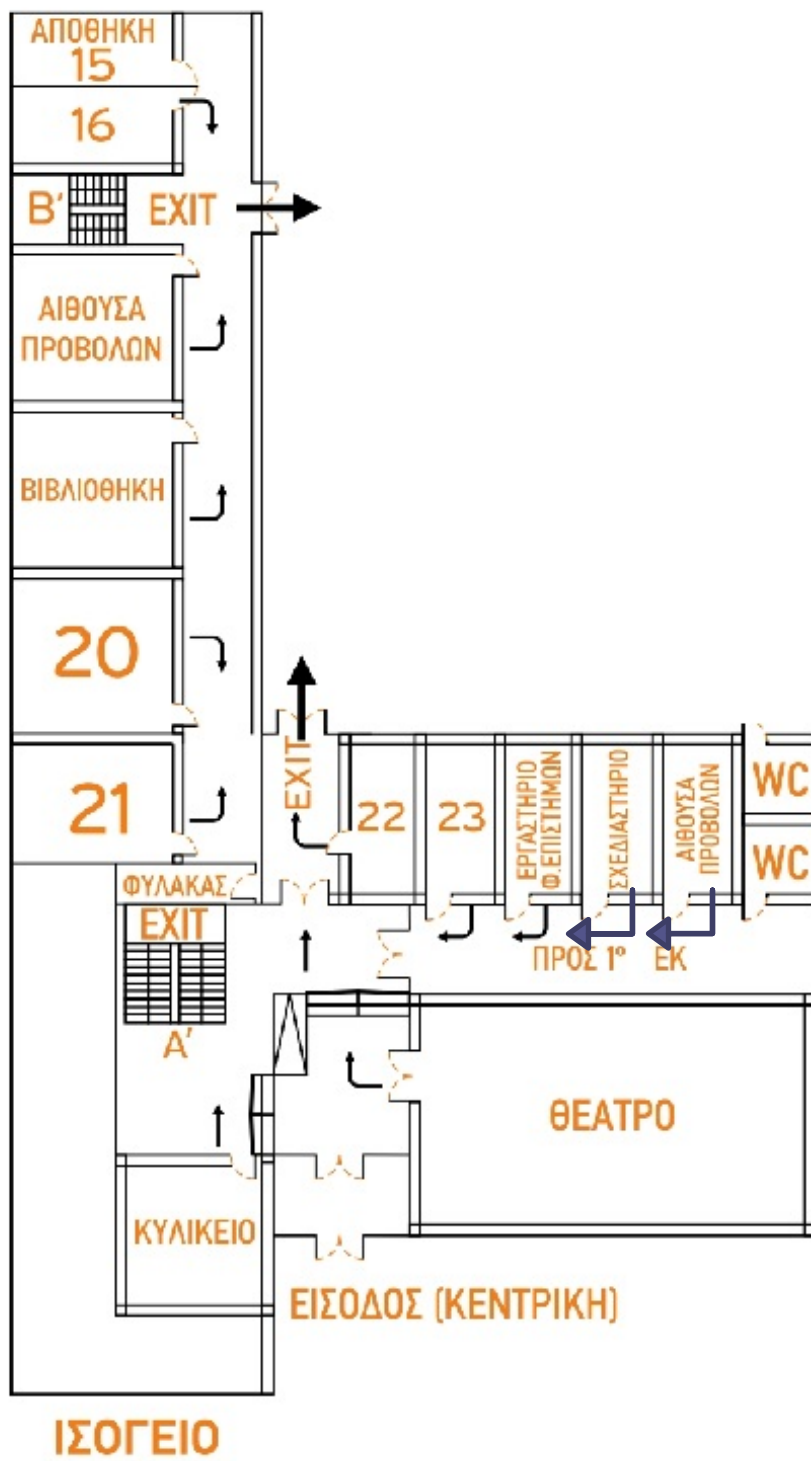 ΑΠΟΘΗΚΗ
15
16
Β' EXIT
ΑΙΘΟΥΣΑ
ΠΡΟΒΟΛΩΝ
ΒΙΒΛΙΟΘΗΚΗ
20
21
EXIT
22
23
ΕΡΓΑΣΤΗΡΙΟ
Φ.ΕΠΙΣΤΗΜΩΝ
ΣΧΕΔΙΑΣΤΗΡΙΟ
ΑΙΘΟΥΣΑ
ΠΡΟΒΟΛΩΝ
WC
WC
ΦΥΛΑΚΑΣ
EXIT
Α'
ΠΡΟΣ 1° ΕΚ
ΘΕΑΤΡΟ
ΚΥΛΙΚΕΙΟ
ΕΙΣΟΔΟΣ (ΚΕΝΤΡΙΚΗ)
ΙΣΟΓΕΙΟ